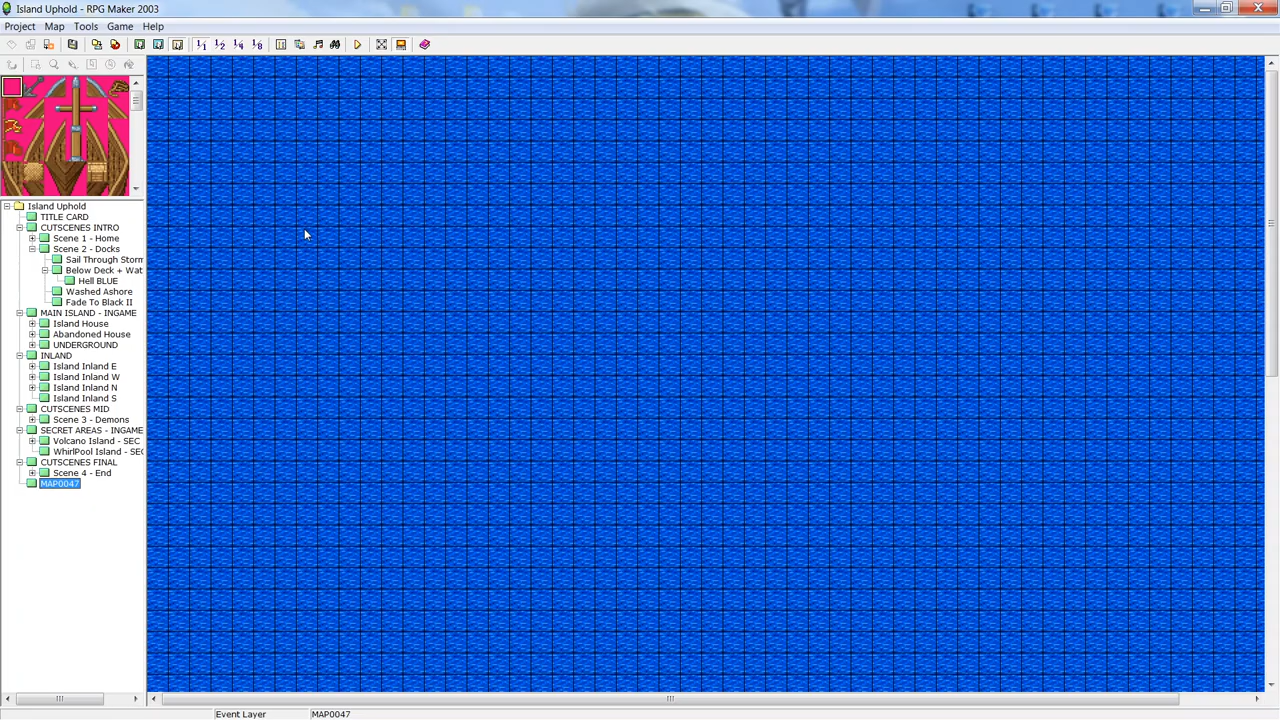 Island Uphold - RPG Maker 2003
Project Map Tools Game Help
Island Uphold
TITLE CARD
CUTSCENES INTRO
Scene 1 - Home
Scene 2 - Docks
Sail Through Storm
Below Deck + Wat
Hell BLUE
Washed Ashore
Fade To Black II
MAIN ISLAND - INGAME
Island House
Abandoned House
UNDERGROUND
INLAND
Island Inland E
Island Inland W
Island Inland N
Island Inland S
CUTSCENES MID
Scene 3 - Demons
SECRET AREAS - INGAME
Volcano Island - SEC
WhirlPool Island - SEC
CUTSCENES FINAL
Scene 4 - End
MAP0047
Event Layer MAP0047